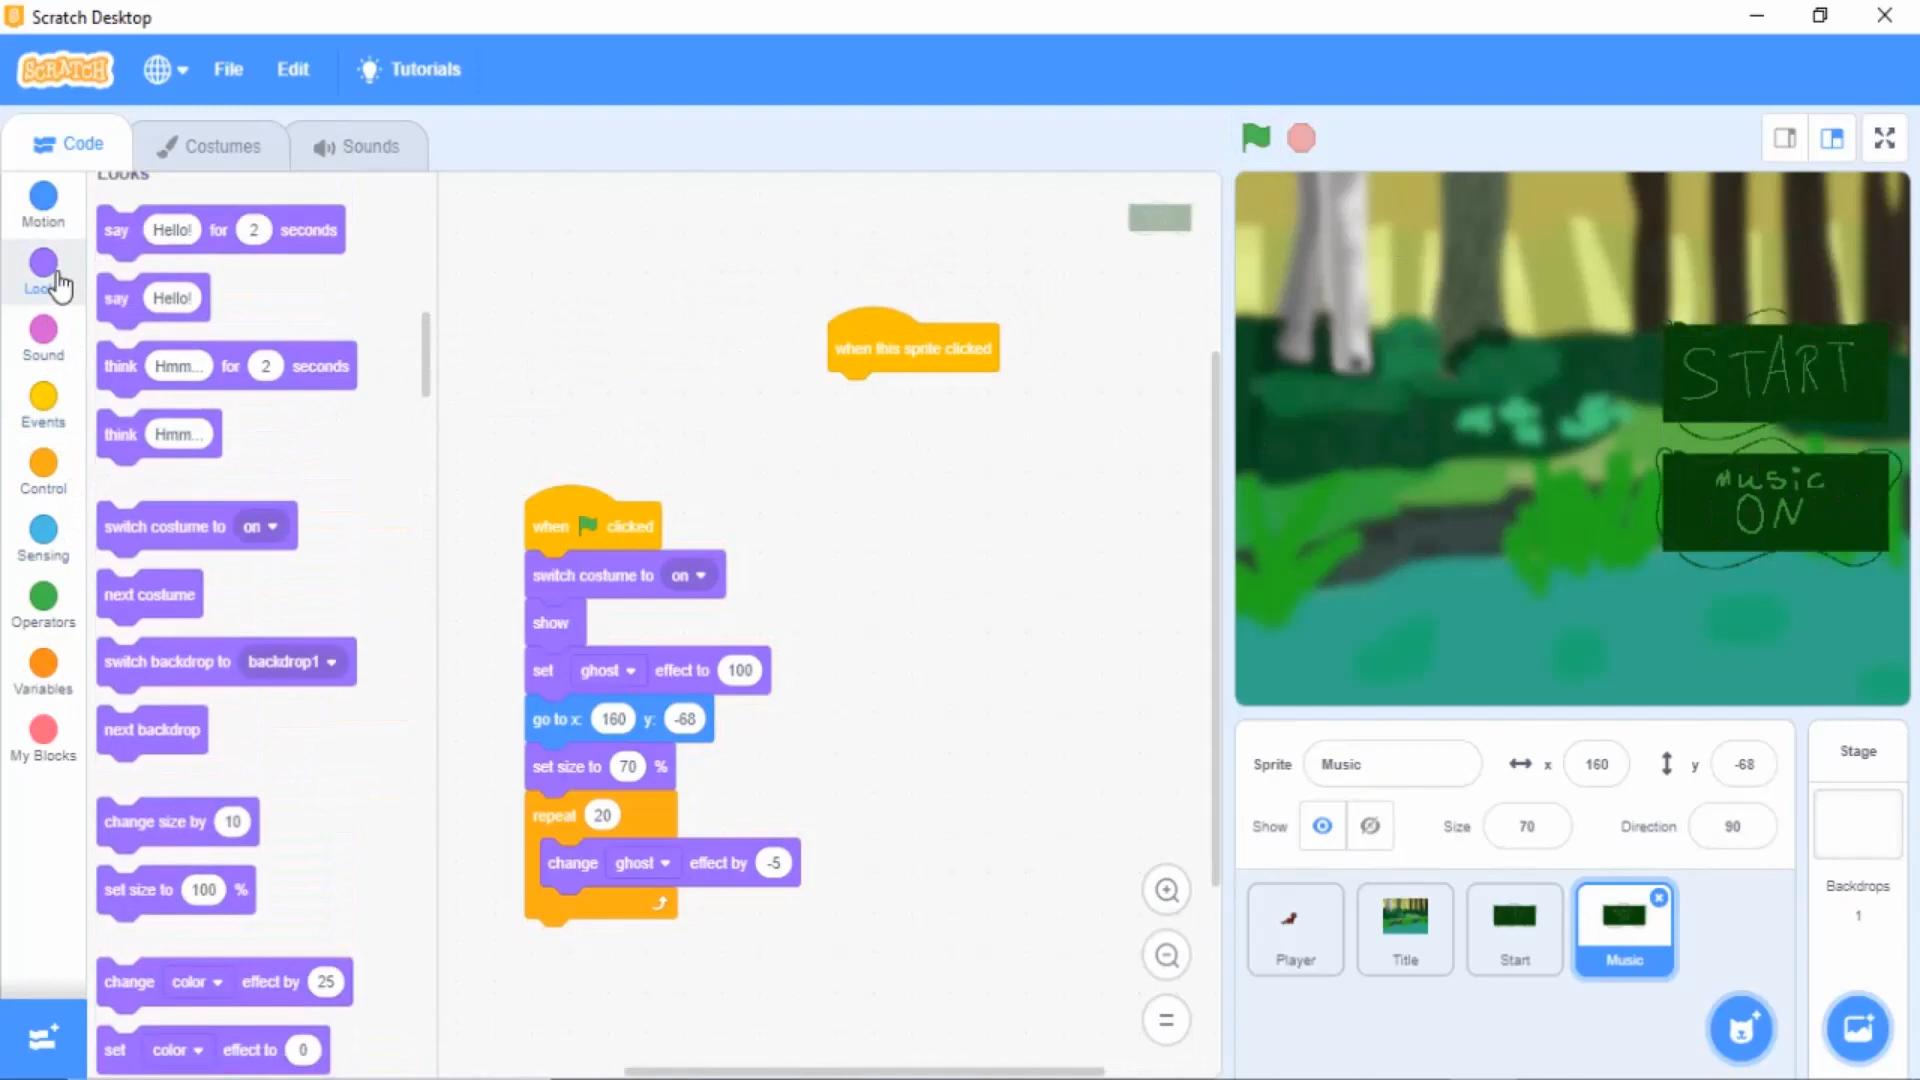 Scratch Desktop
SCRATCH File Edit Tutorials
Code Costumes Sounds
Motion
Looks
Sound
Events
Control
Sensing
Operators
Variables
My Blocks
Looks
say Hello! for 2 seconds
say Hello!
think Hmm... for 2 seconds
think Hmm...
switch costume to on
next costume
switch backdrop to backdrop1
next backdrop
change size by 10
set size to 100 %
change color effect by 25
set color effect to 0
when this sprite clicked
when clicked
switch costume to on
show
set ghost effect to 100
go to x: 160 y: -68
set size to 70 %
repeat 20
change ghost effect by -5
START
MUSIC
ON
Sprite Music x 160 y -68
Show Size 70 Direction 90
Player Title Start Music
Stage
Backdrops
1